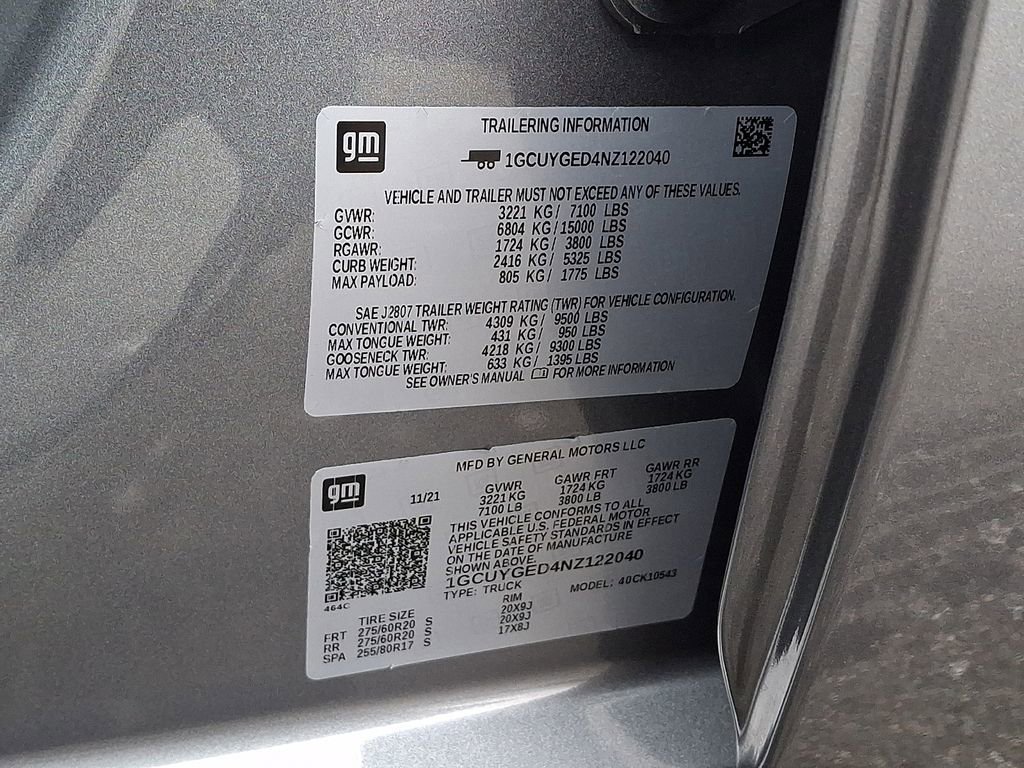 gm
TRAILERING INFORMATION
1GCUYGED4NZ122040
VEHICLE AND TRAILER MUST NOT EXCEED ANY OF THESE VALUES.
GVWR: 3221 KG / 7100 LBS
GCWR: 6804 KG / 15000 LBS
RGAWR: 1724 KG / 3800 LBS
CURB WEIGHT: 2416 KG / 5325 LBS
MAX PAYLOAD: 805 KG / 1775 LBS
SAE J2807 TRAILER WEIGHT RATING (TWR) FOR VEHICLE CONFIGURATION.
CONVENTIONAL TWR: 4309 KG / 9500 LBS
MAX TONGUE WEIGHT: 431 KG / 950 LBS
GOOSENECK TWR: 4218 KG / 9300 LBS
MAX TONGUE WEIGHT: 633 KG / 1395 LBS
SEE OWNER'S MANUAL FOR MORE INFORMATION
gm
MFD BY GENERAL MOTORS LLC
11/21 GVWR GAWR FRT GAWR RR
3221 KG 1724 KG 1724 KG
7100 LB 3800 LB 3800 LB
THIS VEHICLE CONFORMS TO ALL
APPLICABLE U.S. FEDERAL MOTOR
VEHICLE SAFETY STANDARDS IN EFFECT
ON THE DATE OF MANUFACTURE
SHOWN ABOVE.
1GCUYGED4NZ122040
TYPE: TRUCK MODEL: 40CK10543
464C
TIRE SIZE RIM
FRT 275/60R20 S 20X9J
RR 275/60R20 S 20X9J
SPA 255/80R17 S 17X8J